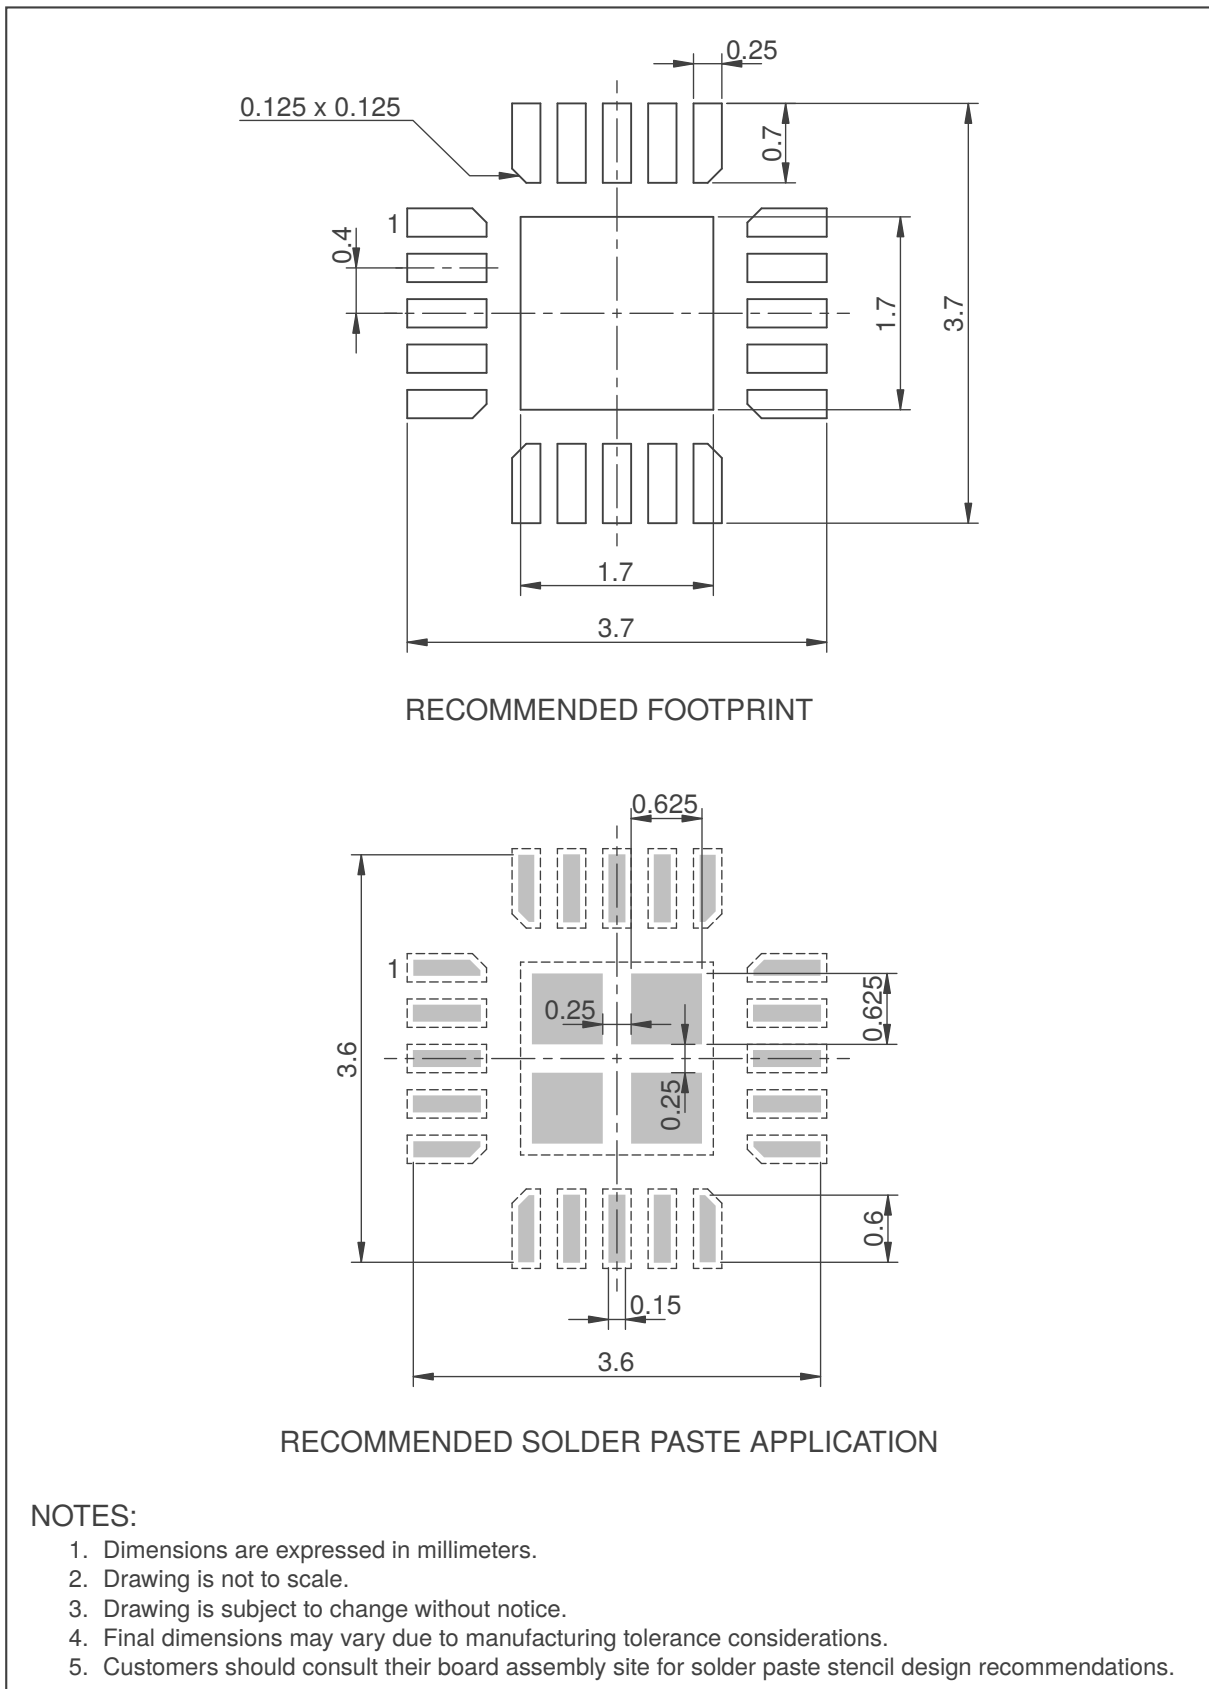 0.25
0.125 x 0.125
0.7
1
0.4
1.7
3.7
1.7
3.7
RECOMMENDED FOOTPRINT
0.625
1
0.25
0.625
3.6
0.25
0.6
0.15
3.6
RECOMMENDED SOLDER PASTE APPLICATION
NOTES:
1. Dimensions are expressed in millimeters.
2. Drawing is not to scale.
3. Drawing is subject to change without notice.
4. Final dimensions may vary due to manufacturing tolerance considerations.
5. Customers should consult their board assembly site for solder paste stencil design recommendations.